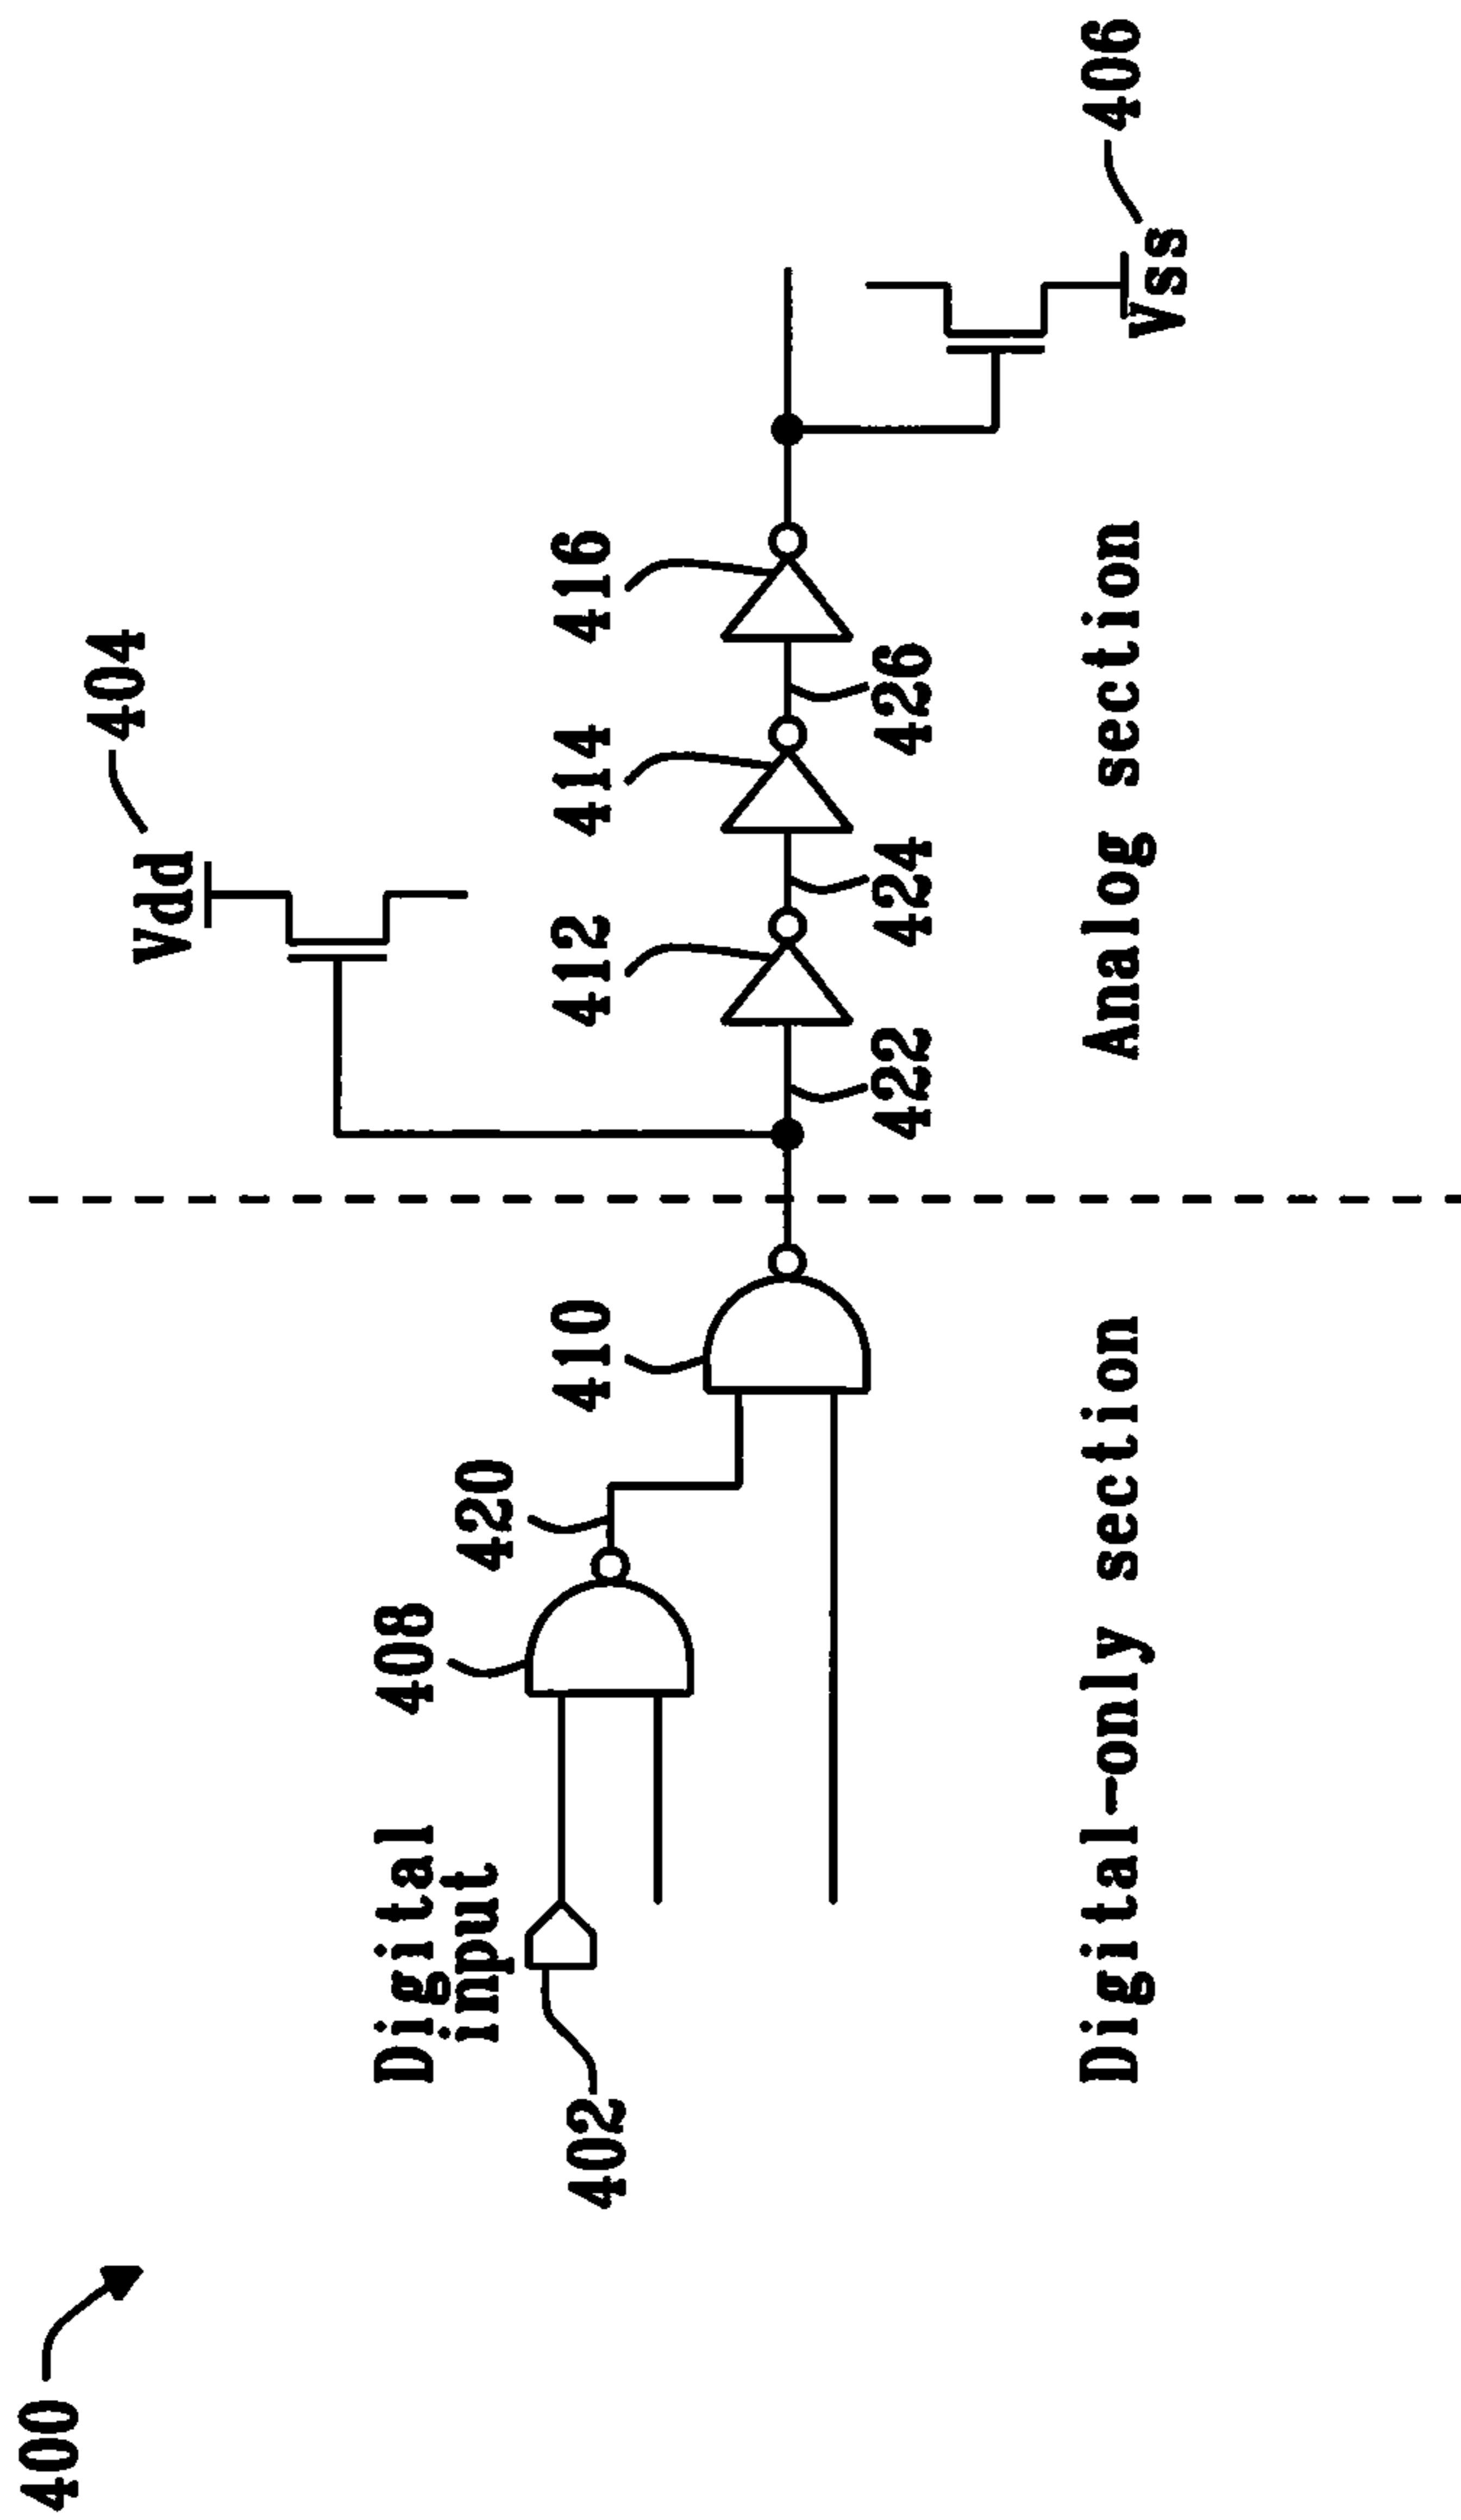 400
402
Digital
input
408
420
410
404
Vdd
412
414
416
422
424
426
406
Vss
Digital-only section
Analog section